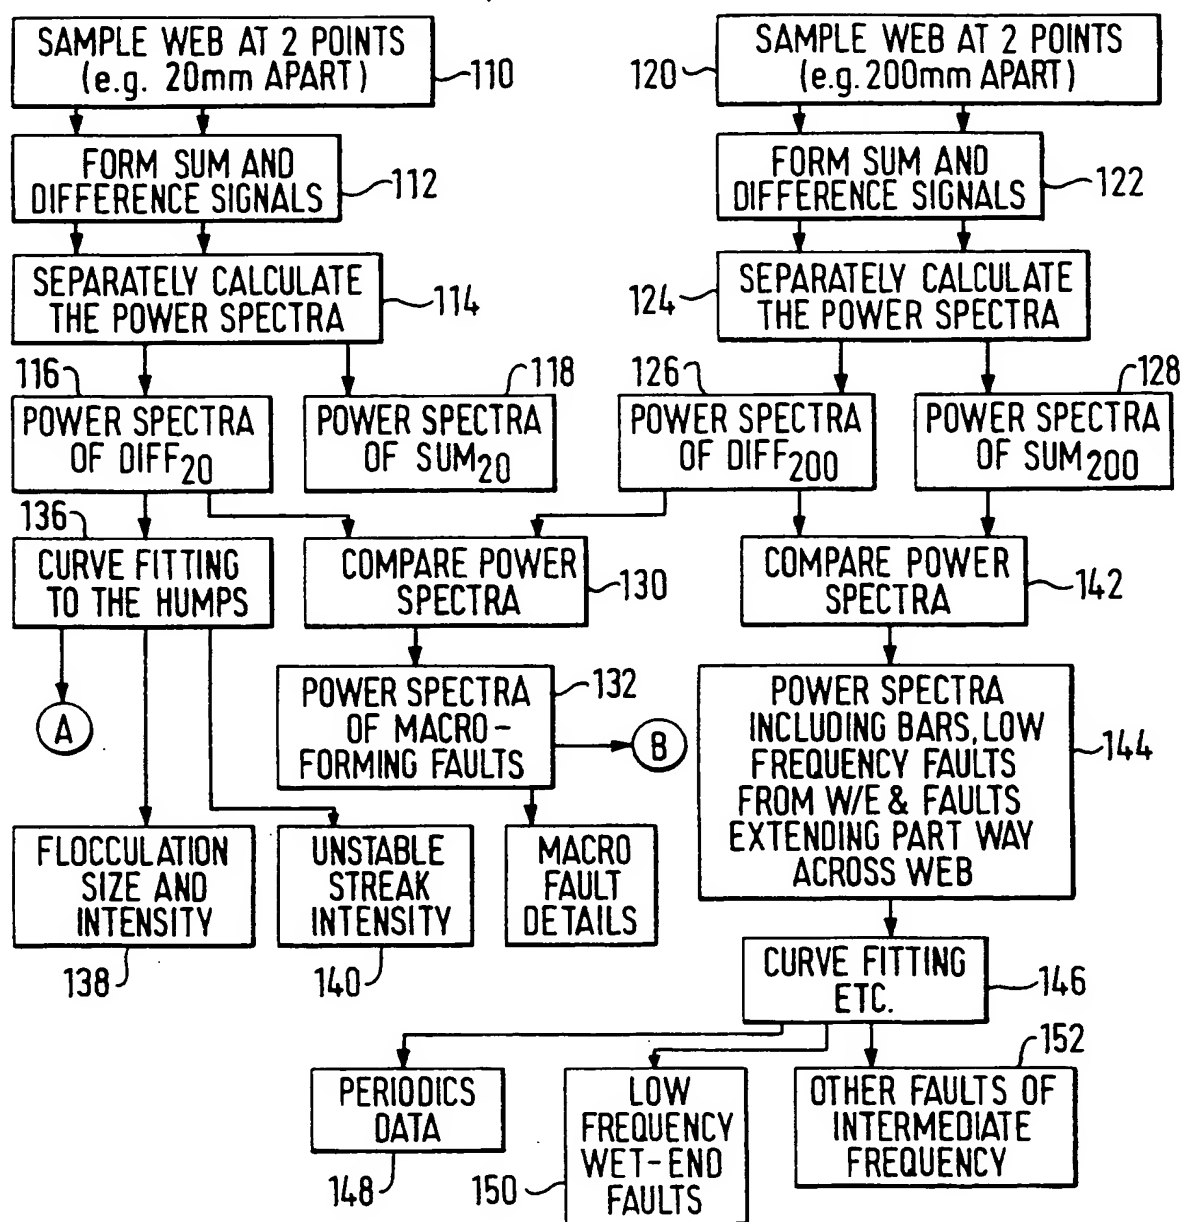 SAMPLE WEB AT 2 POINTS
(e.g. 20mm APART)
110
SAMPLE WEB AT 2 POINTS
(e.g. 200mm APART)
120
FORM SUM AND
DIFFERENCE SIGNALS
112
FORM SUM AND
DIFFERENCE SIGNALS
122
SEPARATELY CALCULATE
THE POWER SPECTRA
114
SEPARATELY CALCULATE
THE POWER SPECTRA
124
116
POWER SPECTRA
OF DIFF20
118
POWER SPECTRA
OF SUM20
126
POWER SPECTRA
OF DIFF200
128
POWER SPECTRA
OF SUM200
136
CURVE FITTING
TO THE HUMPS
COMPARE POWER
SPECTRA
130
COMPARE POWER
SPECTRA
142
A
POWER SPECTRA
OF MACRO-
FORMING FAULTS
132
B
POWER SPECTRA
INCLUDING BARS, LOW
FREQUENCY FAULTS
FROM W/E & FAULTS
EXTENDING PART WAY
ACROSS WEB
144
FLOCCULATION
SIZE AND
INTENSITY
138
UNSTABLE
STREAK
INTENSITY
140
MACRO
FAULT
DETAILS
CURVE FITTING
ETC.
146
PERIODICS
DATA
148
LOW
FREQUENCY
WET-END
FAULTS
150
152
OTHER FAULTS OF
INTERMEDIATE
FREQUENCY